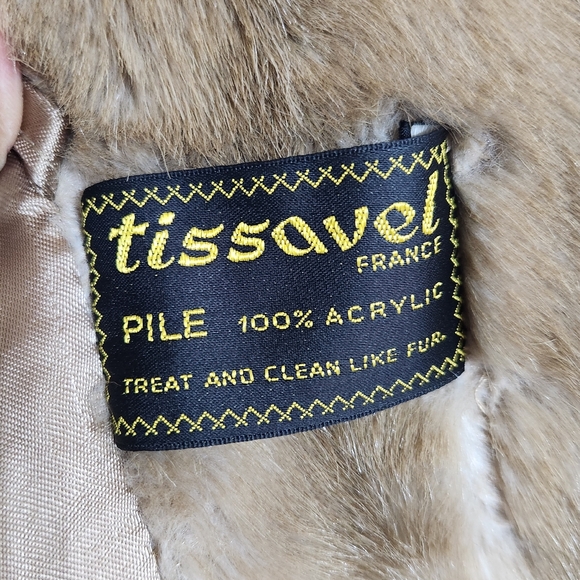 tissavel
FRANCE
PILE 100% ACRYLIC
TREAT AND CLEAN LIKE FUR.